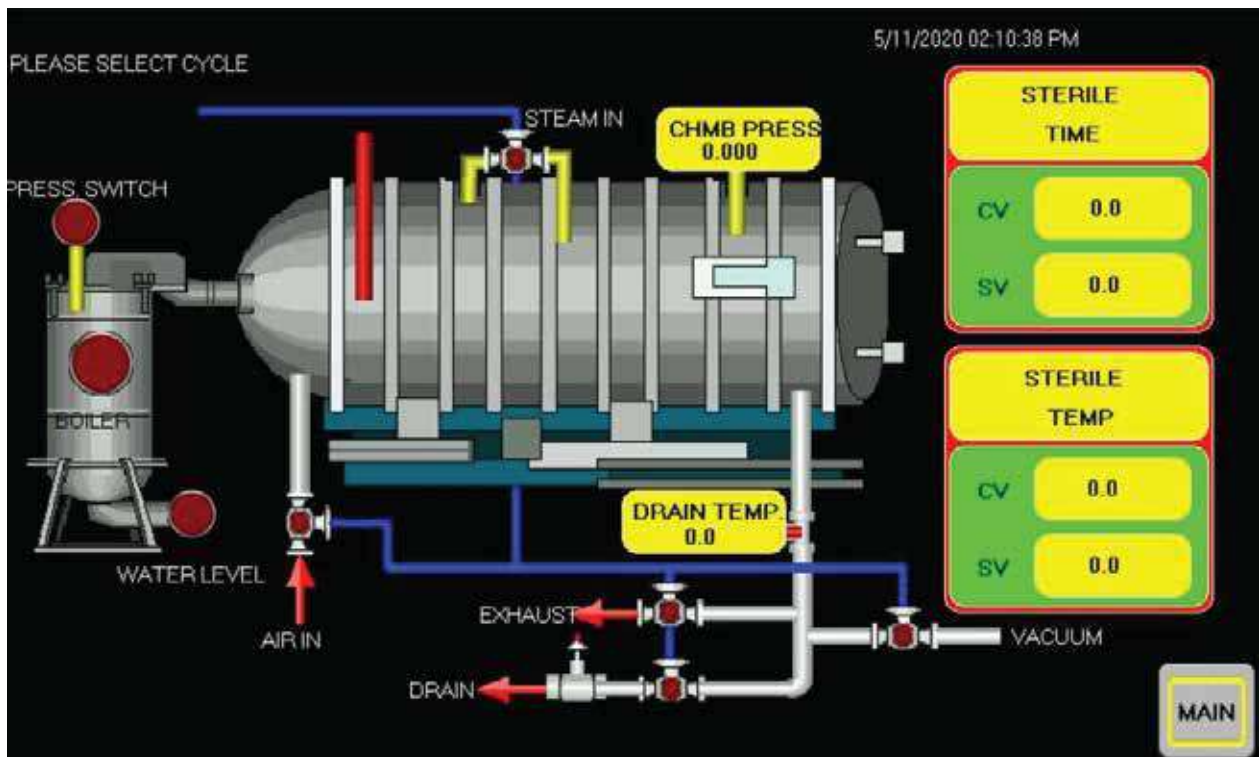 5/11/2020 02:10:38 PM
PLEASE SELECT CYCLE
STERILE
TIME
STEAM IN
CHMB PRESS
0.000
PRESS. SWITCH
CV
0.0
SV
0.0
STERILE
TEMP
BOILER
CV
0.0
DRAIN TEMP.
0.0
SV
0.0
WATER LEVEL
EXHAUST
AIR IN
VACUUM
DRAIN
MAIN